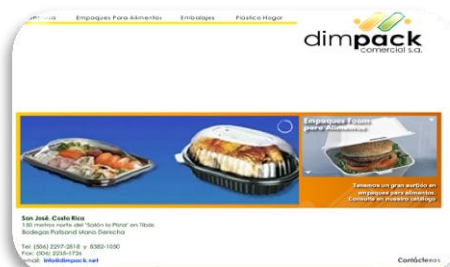 Empaques Para Alimentos Embalajes Plástico Hogar
dimpack
comercial s.a.
Empaques Foam
para Alimentos
Tenemos un gran surtido en
empaques para alimentos.
Consulte en nuestro catálogo
San José, Costa Rica
150 metros norte del "Salón la Pista" en Tibás
Bodegas Mano Derecha
Tel: (506) 2297-2818 y 8382-1050
Fax: (506) 2235-1726
email: info@dimpack.net
Contáctenos